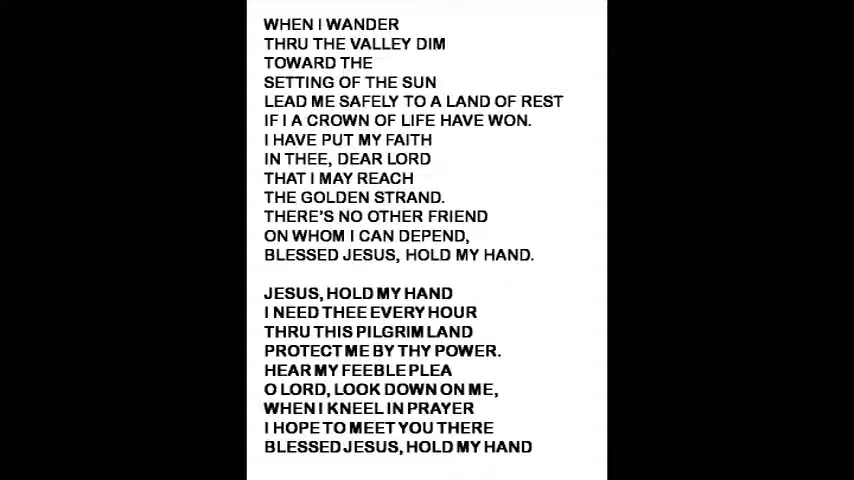 WHEN I WANDER
THRU THE VALLEY DIM
TOWARD THE
SETTING OF THE SUN
LEAD ME SAFELY TO A LAND OF REST
IF I A CROWN OF LIFE HAVE WON.
I HAVE PUT MY FAITH
IN THEE, DEAR LORD
THAT I MAY REACH
THE GOLDEN STRAND.
THERE'S NO OTHER FRIEND
ON WHOM I CAN DEPEND,
BLESSED JESUS, HOLD MY HAND.

JESUS, HOLD MY HAND
I NEED THEE EVERY HOUR
THRU THIS PILGRIM LAND
PROTECT ME BY THY POWER.
HEAR MY FEEBLE PLEA
O LORD, LOOK DOWN ON ME,
WHEN I KNEEL IN PRAYER
I HOPE TO MEET YOU THERE
BLESSED JESUS, HOLD MY HAND